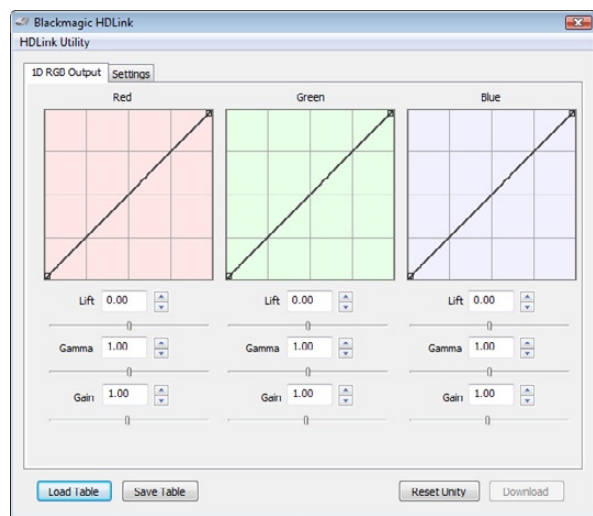 Blackmagic HDLink
HDLink Utility
1D RGB Output Settings
Red Green Blue
Lift 0.00 Lift 0.00 Lift 0.00
Gamma 1.00 Gamma 1.00 Gamma 1.00
Gain 1.00 Gain 1.00 Gain 1.00
Load Table Save Table Reset Unity Download